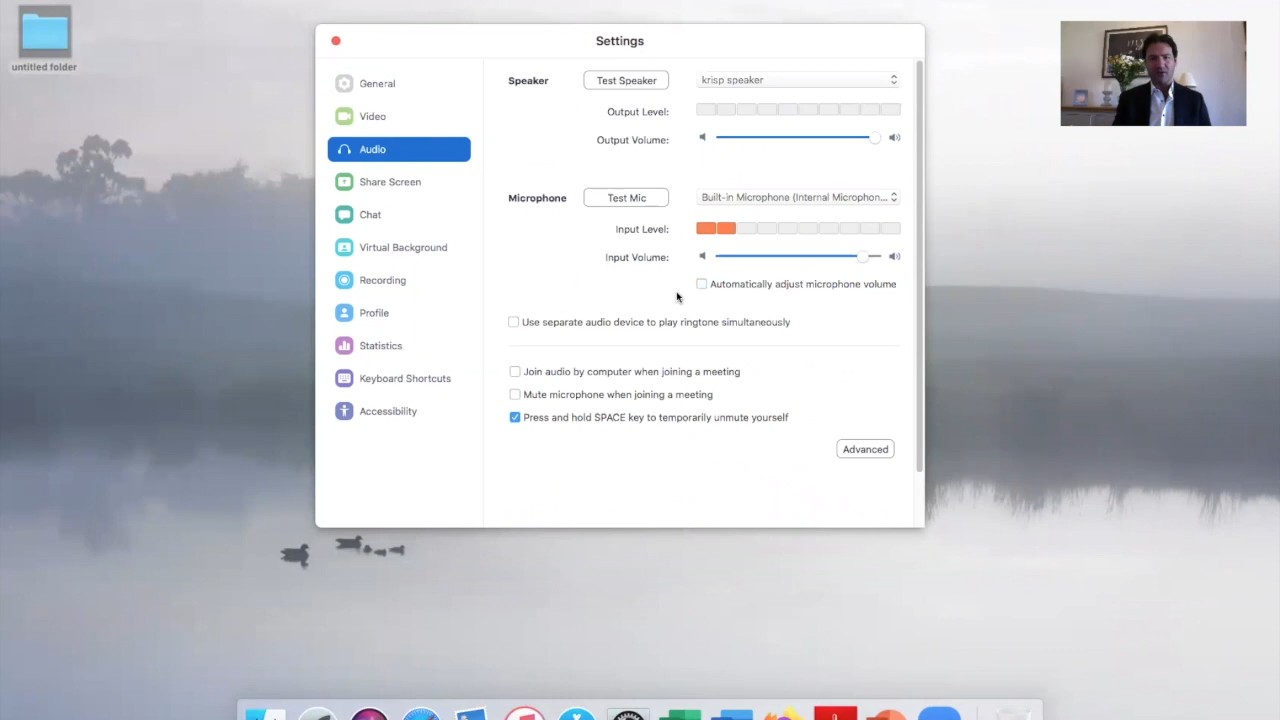 untitled folder
Settings
General
Video
Audio
Share Screen
Chat
Virtual Background
Recording
Profile
Statistics
Keyboard Shortcuts
Accessibility
Speaker
Test Speaker
krisp speaker
Output Level:
Output Volume:
Microphone
Test Mic
Built-in Microphone (Internal Microphon...
Input Level:
Input Volume:
Automatically adjust microphone volume
Use separate audio device to play ringtone simultaneously
Join audio by computer when joining a meeting
Mute microphone when joining a meeting
Press and hold SPACE key to temporarily unmute yourself
Advanced